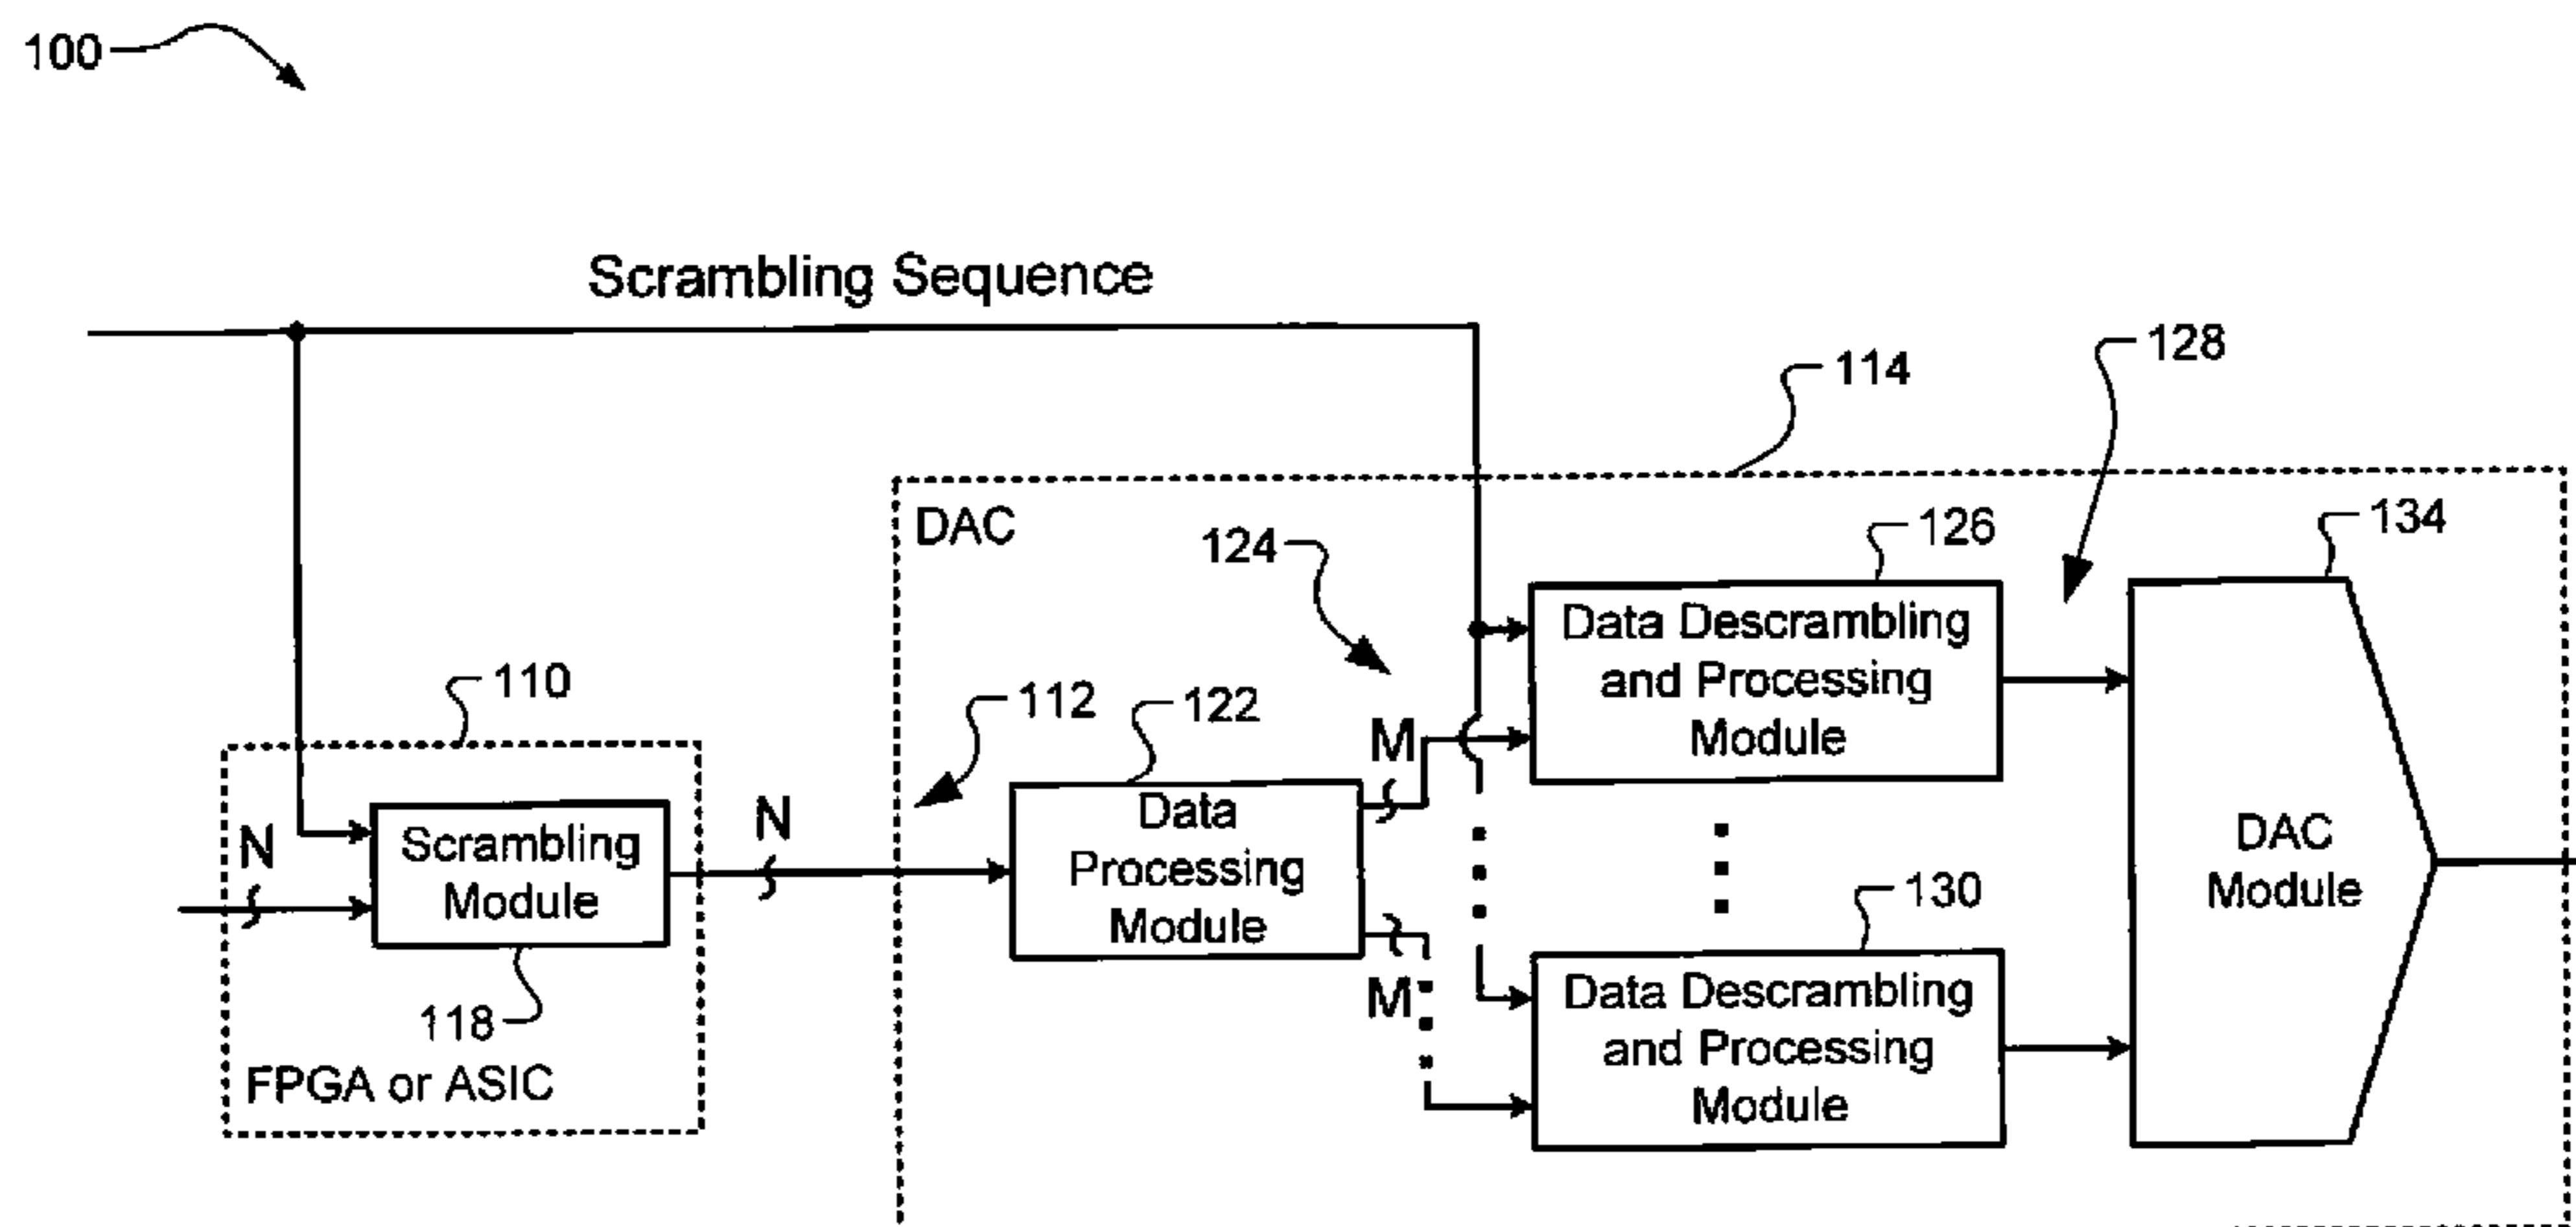 100
Scrambling Sequence
128
114
DAC
124
126
134
Data Descrambling
and Processing
Module
110
112
122
M
N
N
Scrambling
Module
Data
Processing
Module
DAC
Module
118
M
130
Data Descrambling
and Processing
Module
FPGA or ASIC